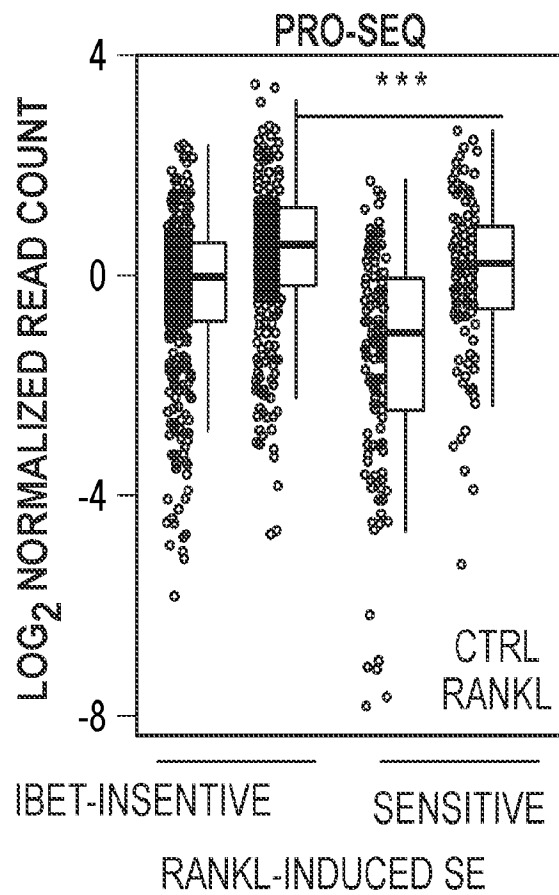 PRO-SEQ
LOG2 NORMALIZED READ COUNT
4
***
0
-4
-8
CTRL
RANKL
IBET-INSENTIVE
SENSITIVE
RANKL-INDUCED SE